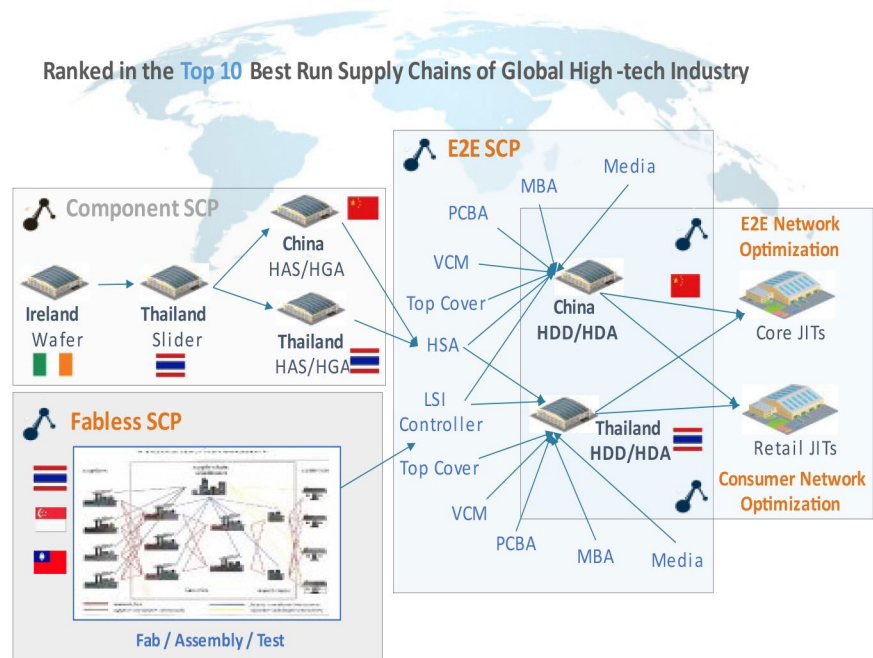 Ranked in the Top 10 Best Run Supply Chains of Global High -tech Industry
Component SCP
China
HAS/HGA
Ireland
Wafer
Thailand
Slider
Thailand
HAS/HGA
Fabless SCP
Fab / Assembly / Test
E2E SCP
Media
MBA
PCBA
VCM
Top Cover
HSA
LSI
Controller
Top Cover
VCM
PCBA
MBA
Media
China
HDD/HDA
Thailand
HDD/HDA
E2E Network
Optimization
Core JITs
Retail JITs
Consumer Network
Optimization